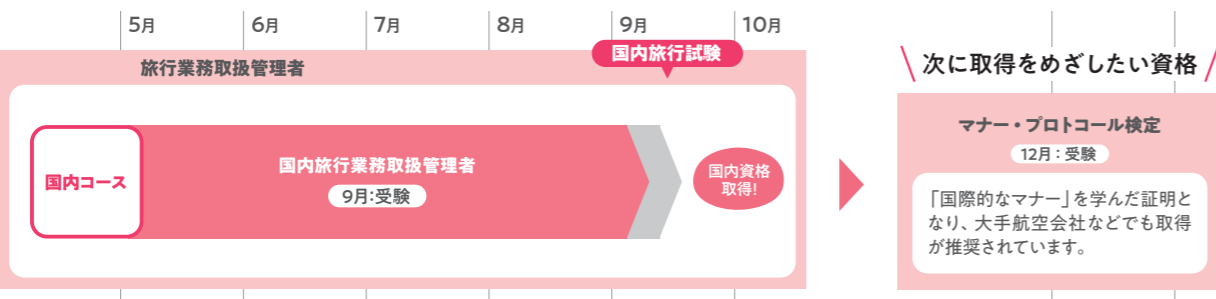 5月 6月 7月 8月 9月 10月
国内旅行試験
旅行業務取扱管理者
国内コース
国内旅行業務取扱管理者
9月:受験
国内資格
取得!
次に取得をめざしたい資格
マナー・プロトコール検定
12月:受験
「国際的なマナー」を学んだ証明と
なり、大手航空会社などでも取得
が推奨されています。